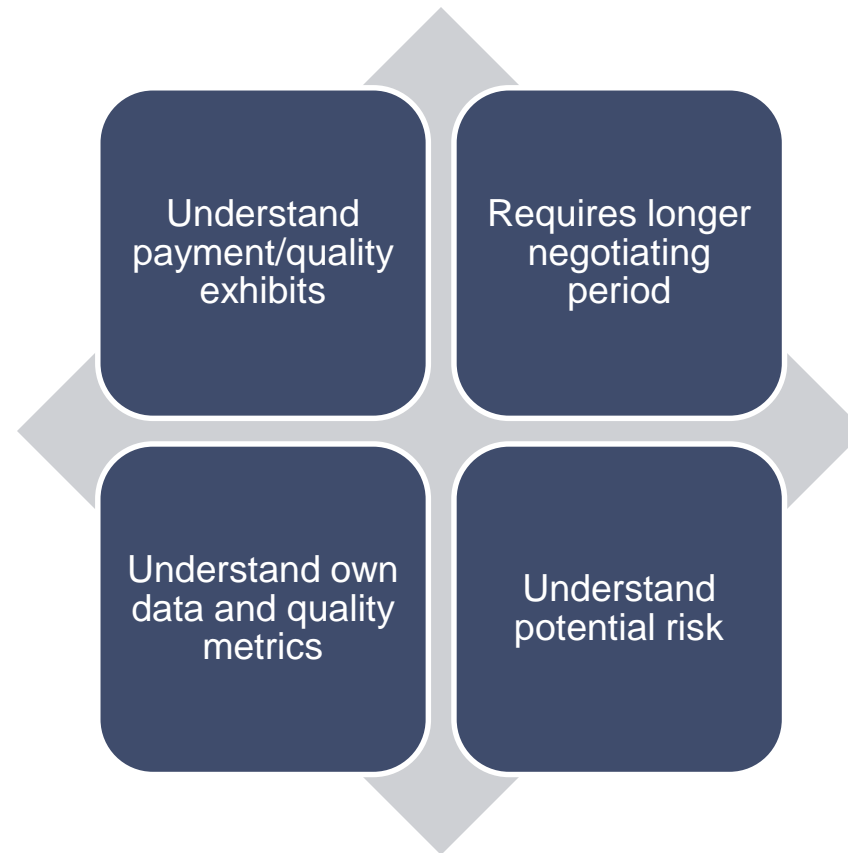 Understand
payment/quality
exhibits
Requires longer
negotiating
period
Understand own
data and quality
metrics
Understand
potential risk